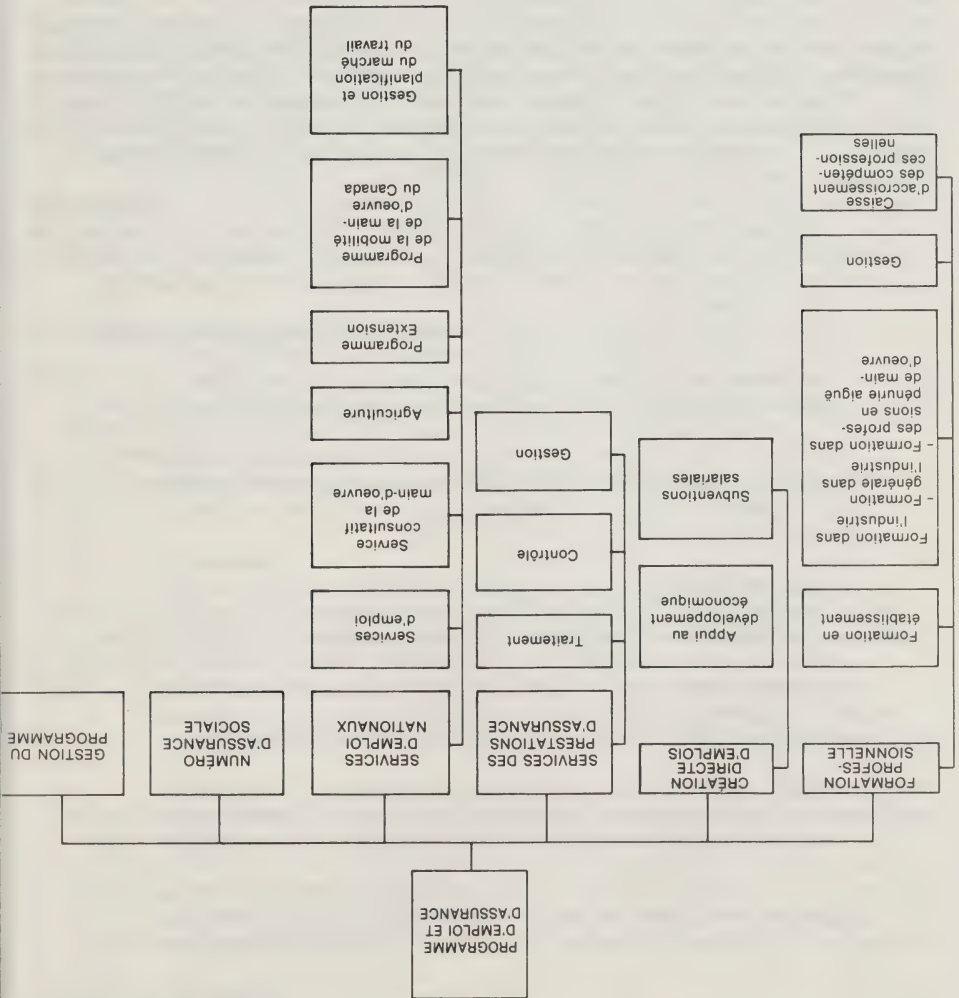 PROGRAMME
D'EMPLOI ET
D'ASSURANCE
FORMATION
PROFES-
SIONNELLE
CRÉATION
DIRECTE
D'EMPLOIS
SERVICES DES
PRESTATIONS
D'ASSURANCE
SERVICES
D'EMPLOI
NATIONAUX
NUMÉRO
D'ASSURANCE
SOCIALE
GESTION DU
PROGRAMME
Formation en
établissement
Formation dans
l'industrie
- Formation
générale dans
l'industrie
- Formation dans
des profes-
sions en
pénurie aiguë
de main-
d'oeuvre
Gestion
Caisse
d'accroissement
des compéten-
ces profession-
nelles
Appui au
développement
économique
Subventions
salariales
Traitement
Contrôle
Gestion
Services
d'emploi
Service
consultatif
de la
main-d'oeuvre
Agriculture
Programme
Extension
Programme
de la mobilité
de la main-
d'oeuvre
du Canada
Gestion et
planification
du marché
du travail